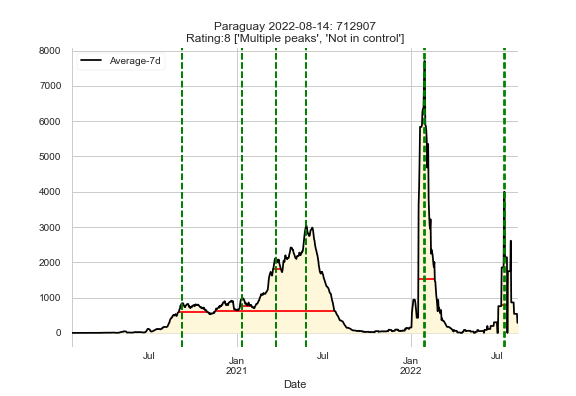 Paraguay 2022-08-14: 712907
Rating:8 ['Multiple peaks', 'Not in control']
Average-7d
8000
7000
6000
5000
4000
3000
2000
1000
0
Jul
Jan
2021
Jul
Jan
2022
Jul
Date